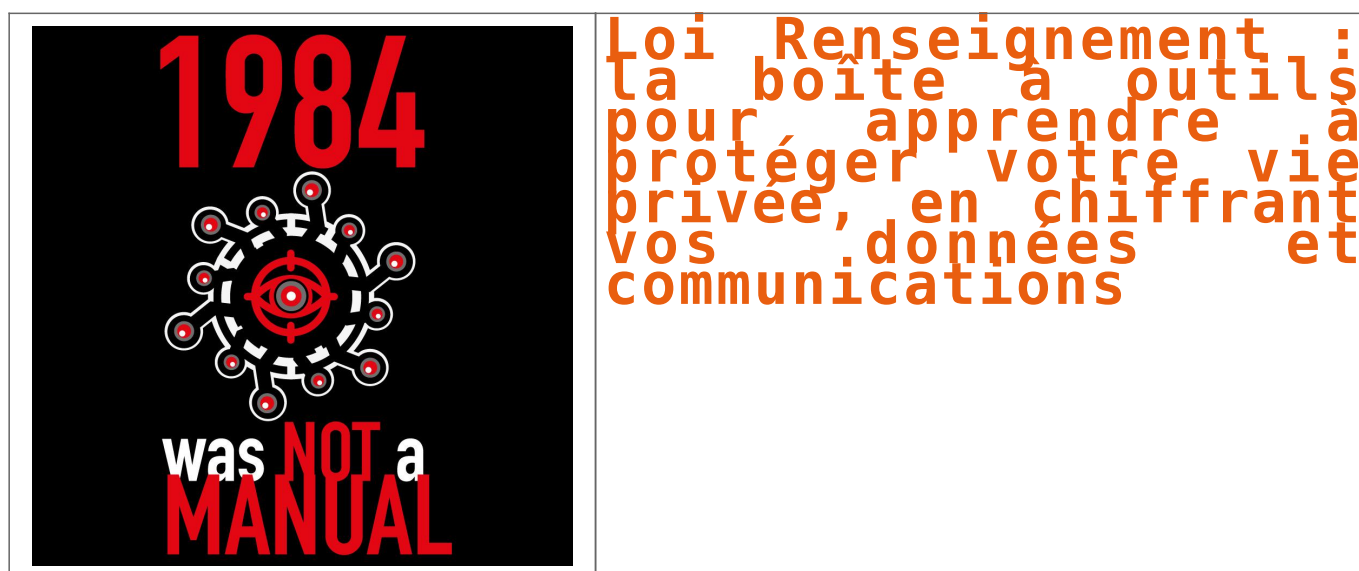 1984
was NOT a
MANUAL
Loi Renseignement :
la boîte à outils
pour apprendre à
protéger votre vie
privée, en chiffrant
vos données et
communications